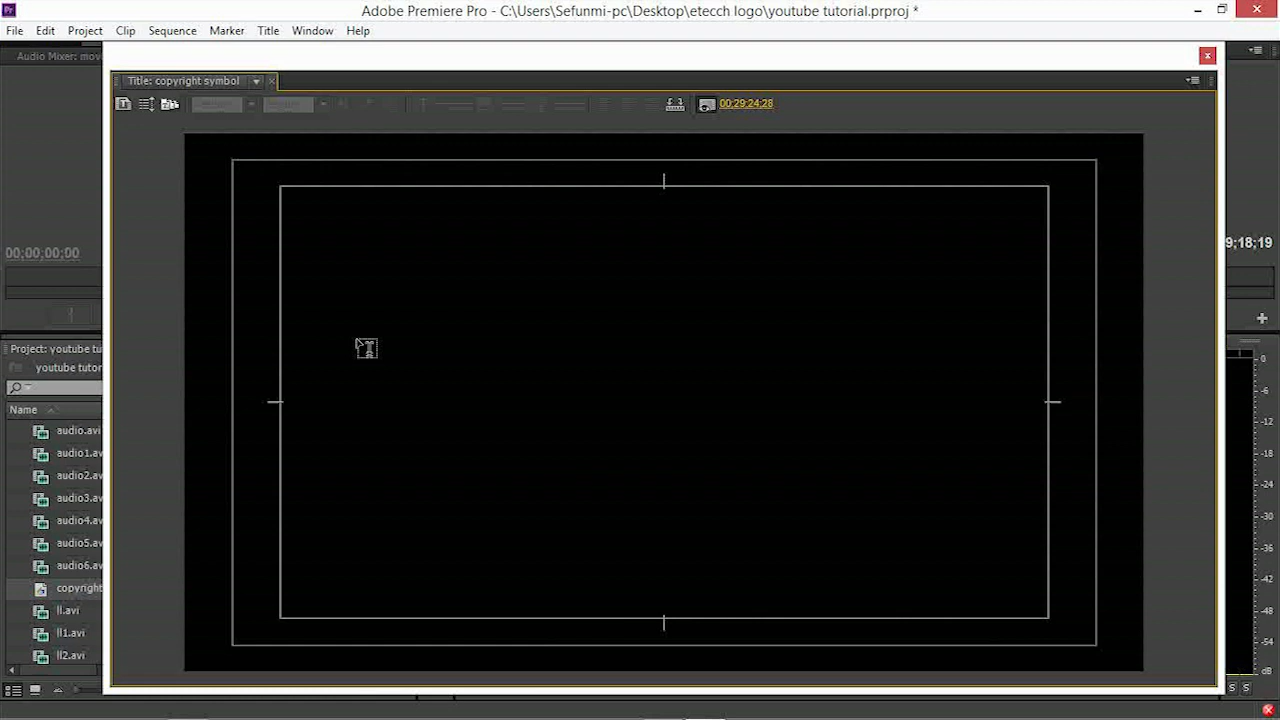 Adobe Premiere Pro - C:\Users\Sefunmi-pc\Desktop\etecch logo\youtube tutorial.prproj *
File Edit Project Clip Sequence Marker Title Window Help
Audio Mixer: mov
Title: copyright symbol
00;29;24;28
00;00;00;00
9;18;19
Project: youtube tu
youtube tutor
Name
audio.avi
audio1.av
audio2.av
audio3.av
audio4.av
audio5.av
audio6.av
copyright
ll.avi
ll1.avi
ll2.avi
0
-6
-12
-18
-24
-30
-36
-42
-48
-54
dB
S S